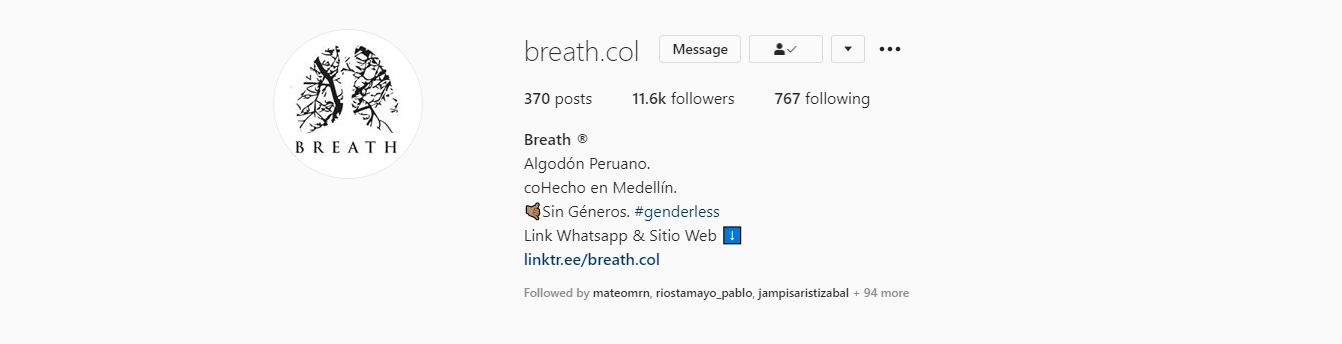 breath.col Message
370 posts 11.6k followers 767 following
Breath ®
Algodón Peruano.
coHecho en Medellín.
Sin Géneros. #genderless
Link Whatsapp & Sitio Web
linktr.ee/breath.col
Followed by mateomrn, riostamayo_pablo, jampisaristizabal + 94 more
BREATH